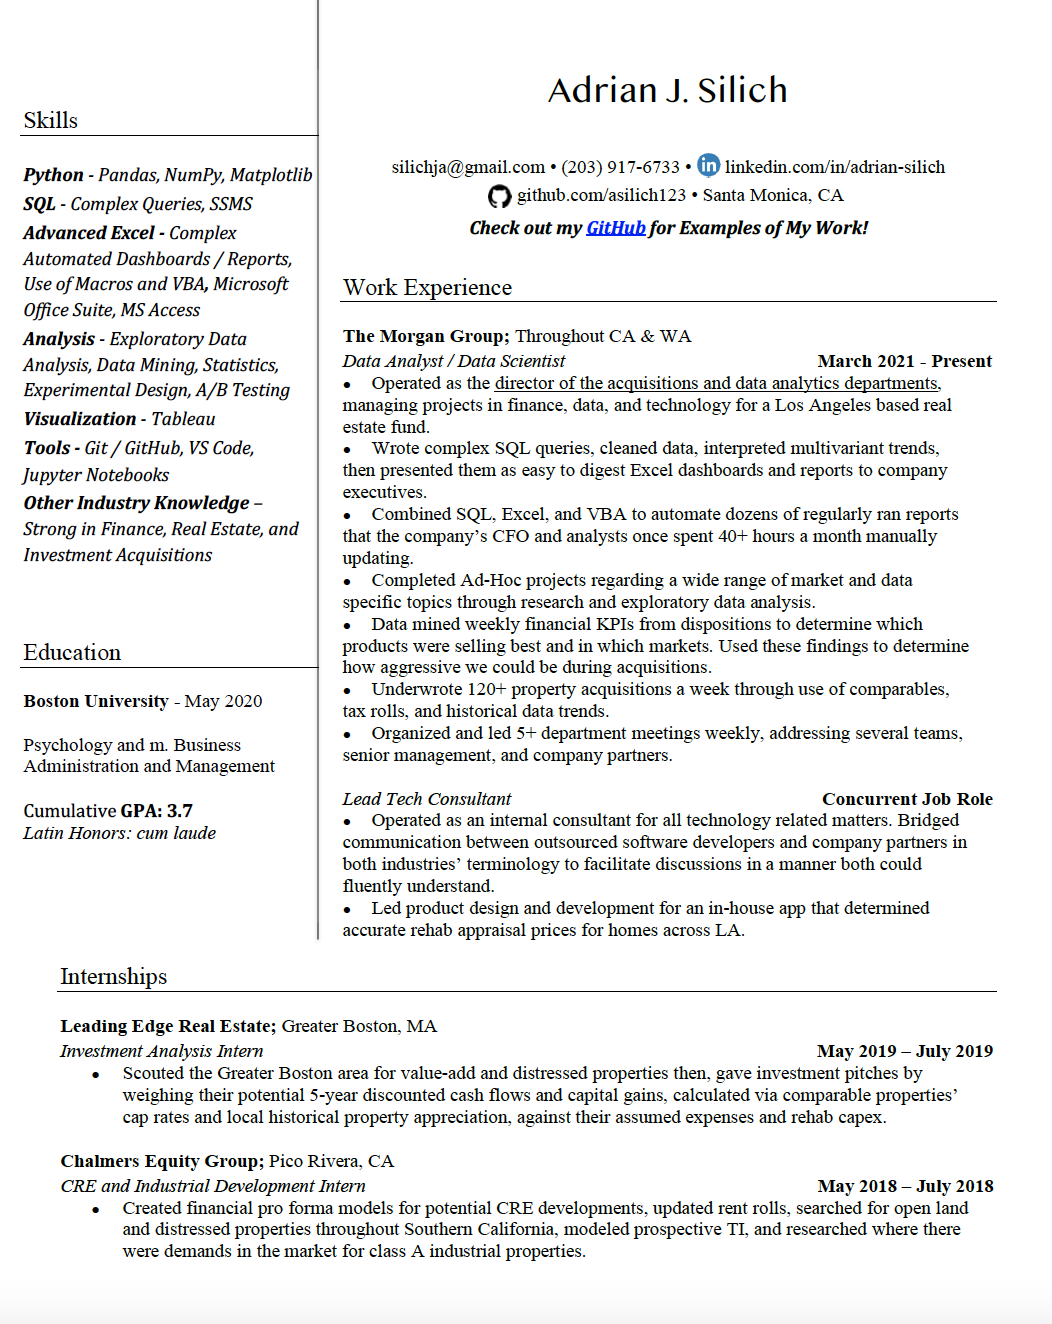 Adrian J. Silich
silichja@gmail.com • (203) 917-6733 • in linkedin.com/in/adrian-silich
github.com/asilich123 • Santa Monica, CA
Check out my GitHub for Examples of My Work!
Skills
Python - Pandas, NumPy, Matplotlib
SQL - Complex Queries, SSMS
Advanced Excel - Complex
Automated Dashboards / Reports,
Use of Macros and VBA, Microsoft
Office Suite, MS Access
Analysis - Exploratory Data
Analysis, Data Mining, Statistics,
Experimental Design, A/B Testing
Visualization - Tableau
Tools - Git / GitHub, VS Code,
Jupyter Notebooks
Other Industry Knowledge –
Strong in Finance, Real Estate, and
Investment Acquisitions
Education
Boston University - May 2020
Psychology and m. Business
Administration and Management
Cumulative GPA: 3.7
Latin Honors: cum laude
Work Experience
The Morgan Group; Throughout CA & WA
Data Analyst / Data Scientist March 2021 - Present
• Operated as the director of the acquisitions and data analytics departments,
managing projects in finance, data, and technology for a Los Angeles based real
estate fund.
• Wrote complex SQL queries, cleaned data, interpreted multivariant trends,
then presented them as easy to digest Excel dashboards and reports to company
executives.
• Combined SQL, Excel, and VBA to automate dozens of regularly ran reports
that the company's CFO and analysts once spent 40+ hours a month manually
updating.
• Completed Ad-Hoc projects regarding a wide range of market and data
specific topics through research and exploratory data analysis.
• Data mined weekly financial KPIs from dispositions to determine which
products were selling best and in which markets. Used these findings to determine
how aggressive we could be during acquisitions.
• Underwrote 120+ property acquisitions a week through use of comparables,
tax rolls, and historical data trends.
• Organized and led 5+ department meetings weekly, addressing several teams,
senior management, and company partners.
Lead Tech Consultant Concurrent Job Role
• Operated as an internal consultant for all technology related matters. Bridged
communication between outsourced software developers and company partners in
both industries' terminology to facilitate discussions in a manner both could
fluently understand.
• Led product design and development for an in-house app that determined
accurate rehab appraisal prices for homes across LA.
Internships
Leading Edge Real Estate; Greater Boston, MA
Investment Analysis Intern May 2019 – July 2019
• Scouted the Greater Boston area for value-add and distressed properties then, gave investment pitches by
weighing their potential 5-year discounted cash flows and capital gains, calculated via comparable properties'
cap rates and local historical property appreciation, against their assumed expenses and rehab capex.
Chalmers Equity Group; Pico Rivera, CA
CRE and Industrial Development Intern May 2018 – July 2018
• Created financial pro forma models for potential CRE developments, updated rent rolls, searched for open land
and distressed properties throughout Southern California, modeled prospective TI, and researched where there
were demands in the market for class A industrial properties.